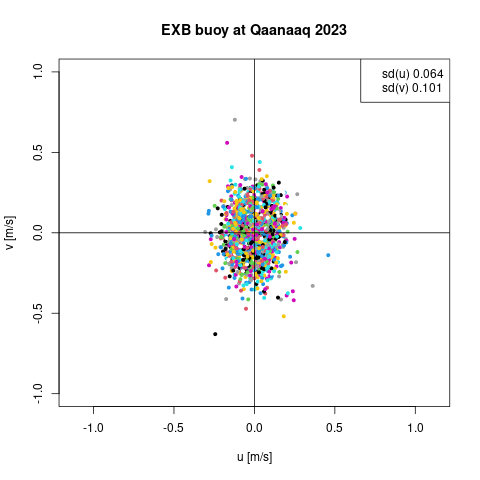 EXB buoy at Qaanaaq 2023
sd(u) 0.064
sd(v) 0.101
1.0
0.5
0.0
-0.5
-1.0
v [m/s]
-1.0 -0.5 0.0 0.5 1.0
u [m/s]